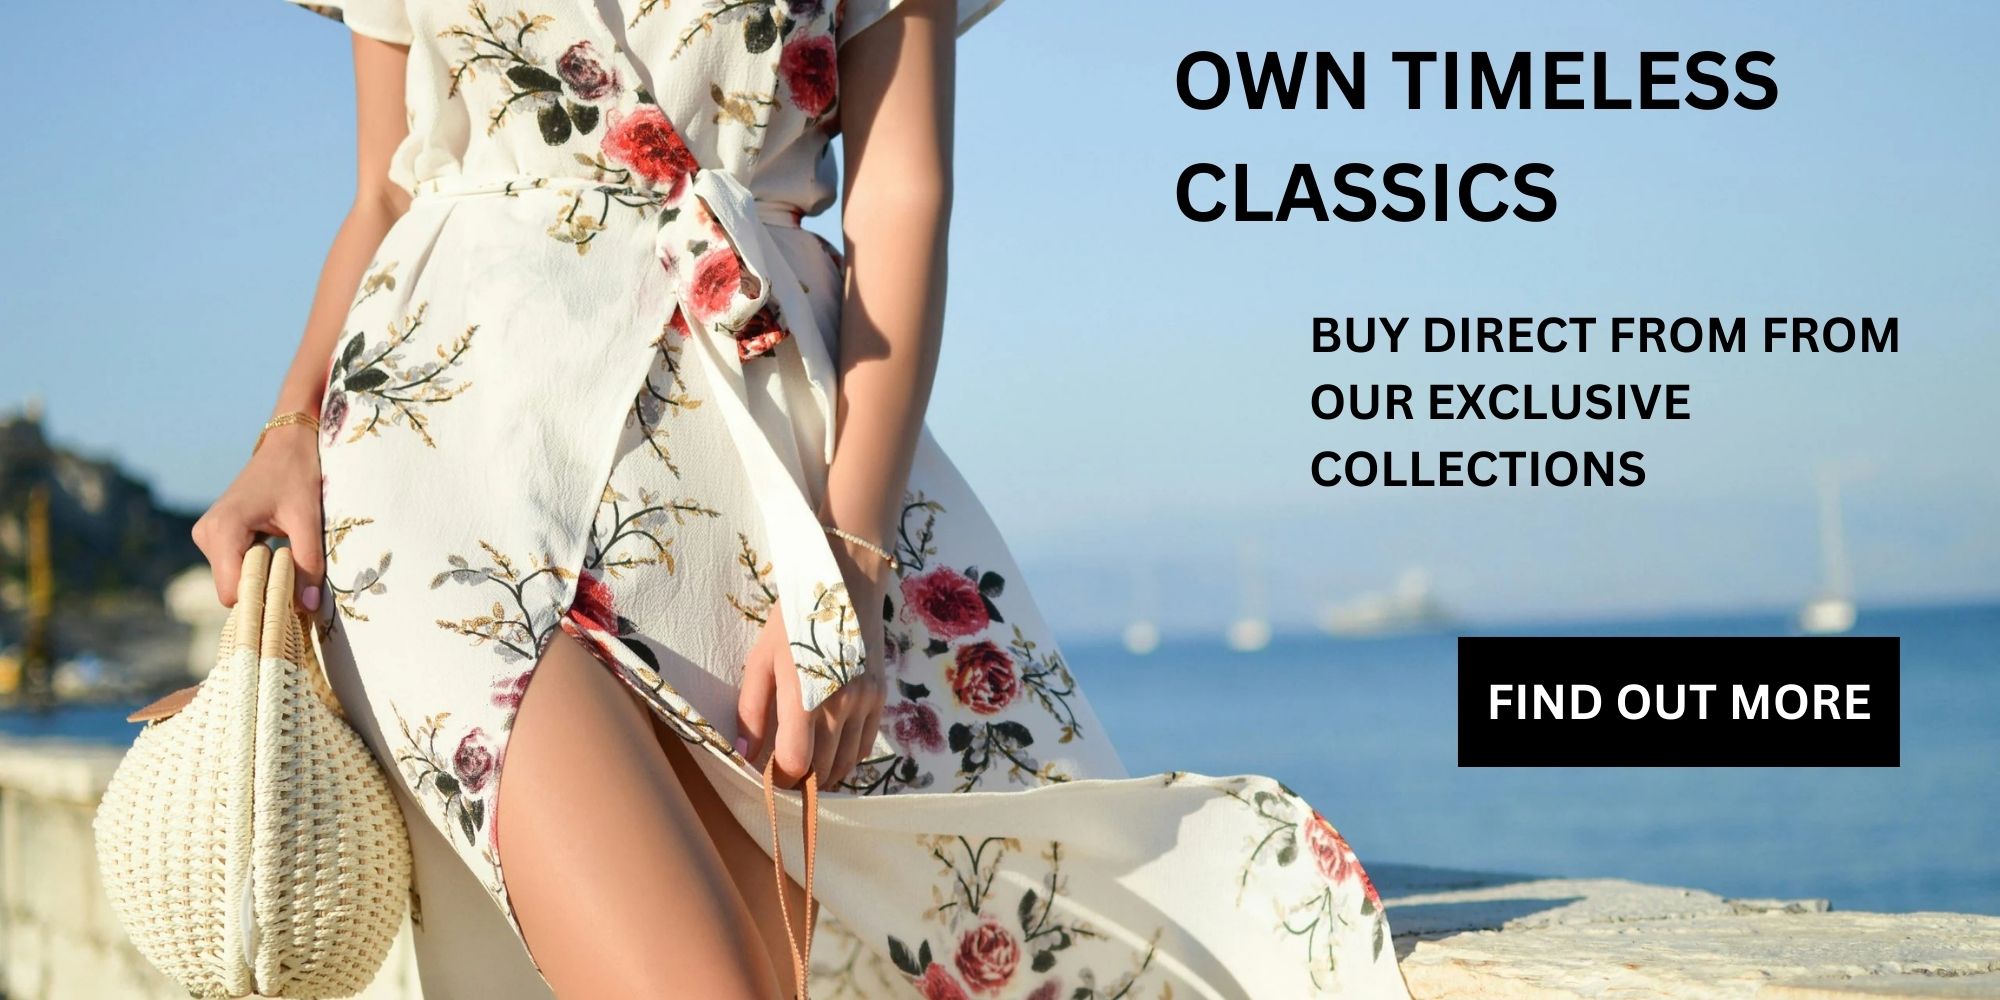 OWN TIMELESS
CLASSICS
BUY DIRECT FROM FROM
OUR EXCLUSIVE
COLLECTIONS
FIND OUT MORE